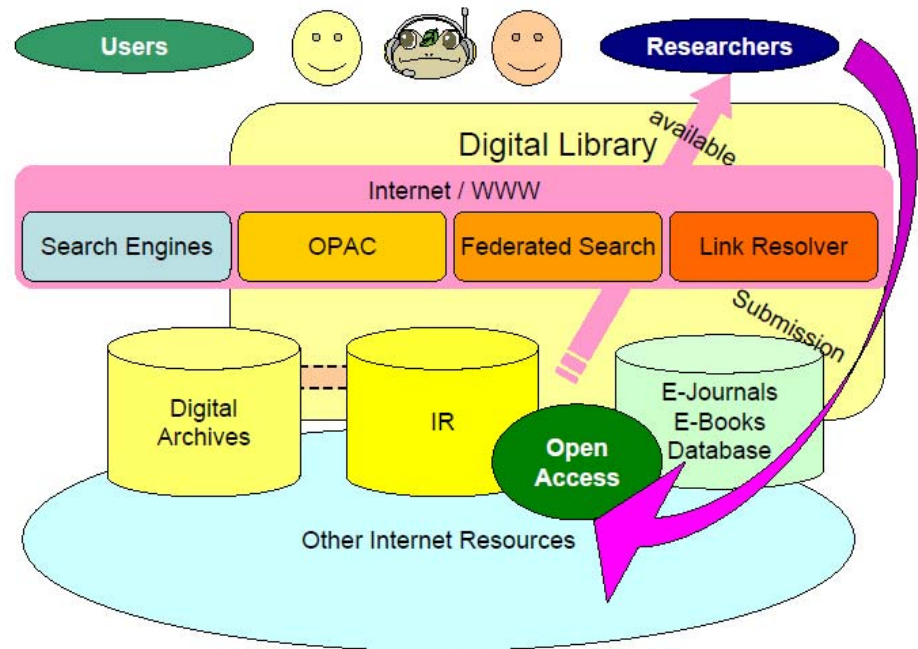 Users
Researchers
available
Digital Library
Internet / WWW
Search Engines
OPAC
Federated Search
Link Resolver
Submission
Digital
Archives
IR
E-Journals
E-Books
Database
Open
Access
Other Internet Resources